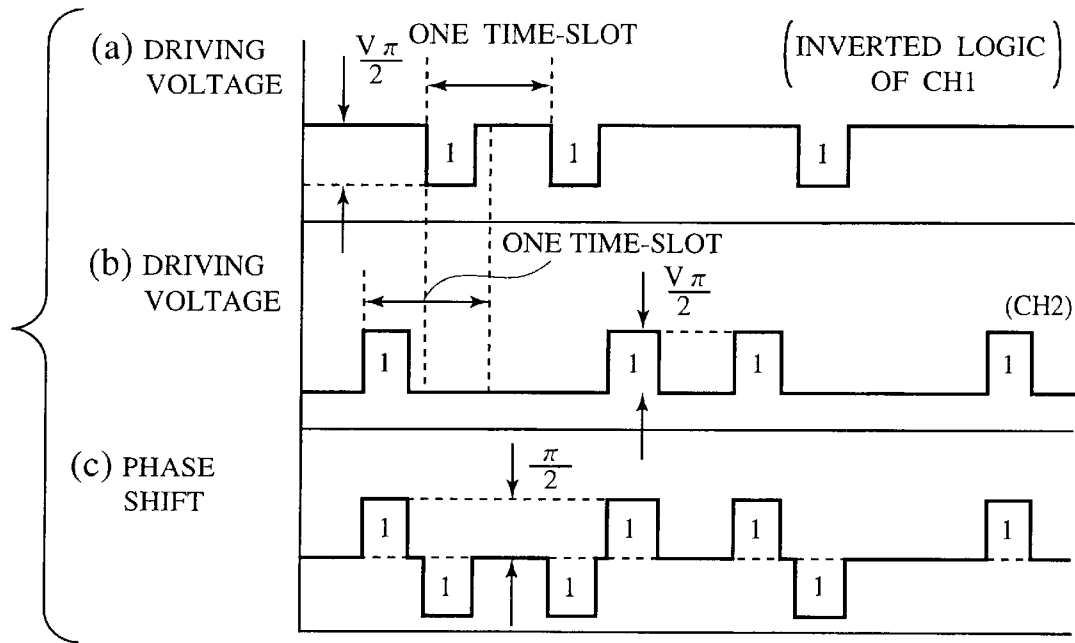 (a) DRIVING VOLTAGE
Vπ/2
ONE TIME-SLOT
(INVERTED LOGIC OF CH1)
1 1 1
(b) DRIVING VOLTAGE
ONE TIME-SLOT
Vπ/2
(CH2)
1 1 1 1
(c) PHASE SHIFT
π/2
1 1 1 1
1 1 1